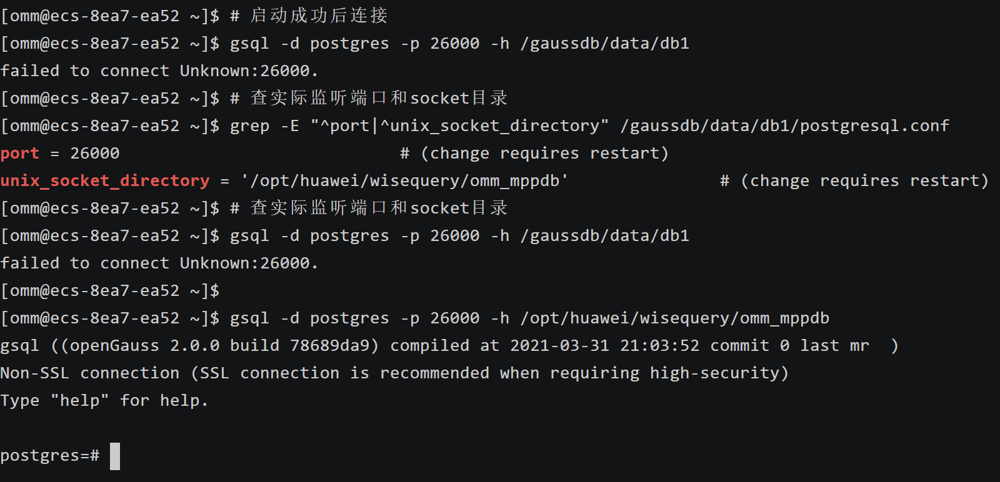 [omm@ecs-8ea7-ea52 ~]$ # 启动成功后连接
[omm@ecs-8ea7-ea52 ~]$ gsql -d postgres -p 26000 -h /gaussdb/data/db1
failed to connect Unknown:26000.
[omm@ecs-8ea7-ea52 ~]$ # 查实际监听端口和socket目录
[omm@ecs-8ea7-ea52 ~]$ grep -E "^port|^unix_socket_directory" /gaussdb/data/db1/postgresql.conf
port = 26000                            # (change requires restart)
unix_socket_directory = '/opt/huawei/wisequery/omm_mppdb'               # (change requires restart)
[omm@ecs-8ea7-ea52 ~]$ # 查实际监听端口和socket目录
[omm@ecs-8ea7-ea52 ~]$ gsql -d postgres -p 26000 -h /gaussdb/data/db1
failed to connect Unknown:26000.
[omm@ecs-8ea7-ea52 ~]$
[omm@ecs-8ea7-ea52 ~]$ gsql -d postgres -p 26000 -h /opt/huawei/wisequery/omm_mppdb
gsql ((openGauss 2.0.0 build 78689da9) compiled at 2021-03-31 21:03:52 commit 0 last mr  )
Non-SSL connection (SSL connection is recommended when requiring high-security)
Type "help" for help.
postgres=#